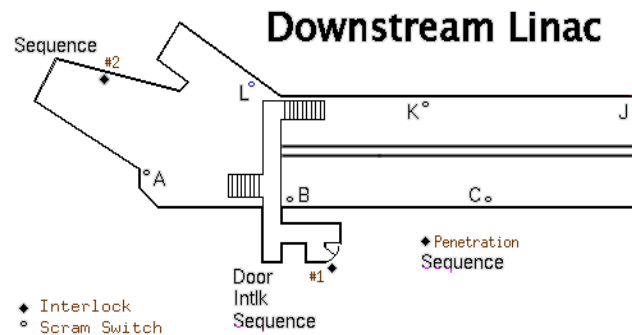 Downstream Linac
Sequence
#2
L
K
J
A
B
C
Penetration
Sequence
Door
Intlk
Sequence
#1
Interlock
Scram Switch